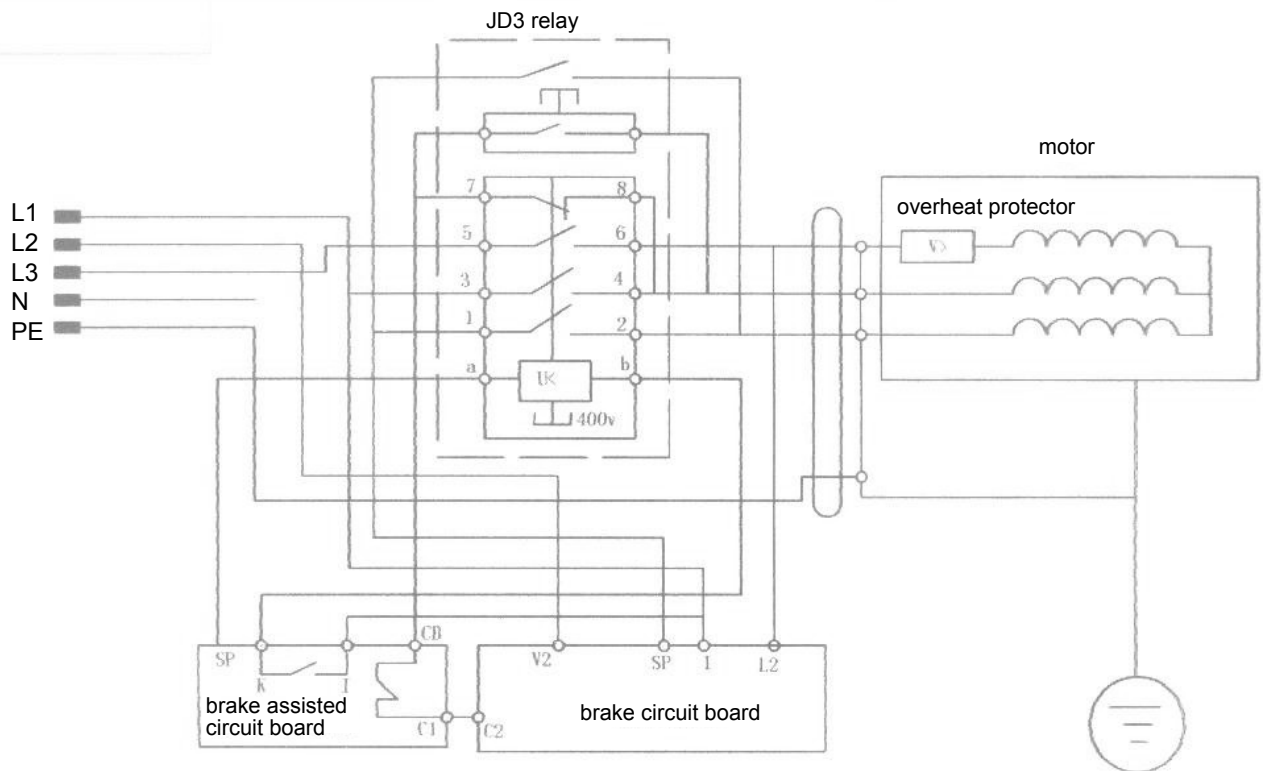 JD3 relay
motor
overheat protector
L1
L2
L3
N
PE
7
8
5
6
3
4
1
2
a
b
U<
400v
CB
SP
K
I
V2
SP
1
L2
brake assisted
circuit board
brake circuit board
C1
C2